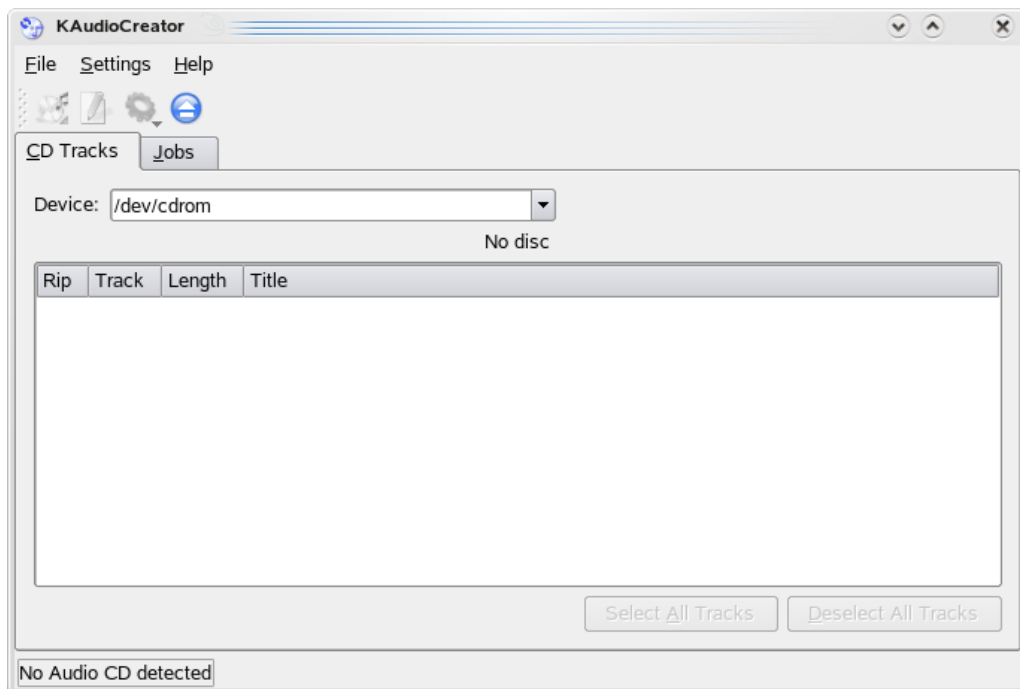 KAudioCreator
File Settings Help
CD Tracks Jobs
Device: /dev/cdrom
No disc
Rip Track Length Title
Select All Tracks Deselect All Tracks
No Audio CD detected